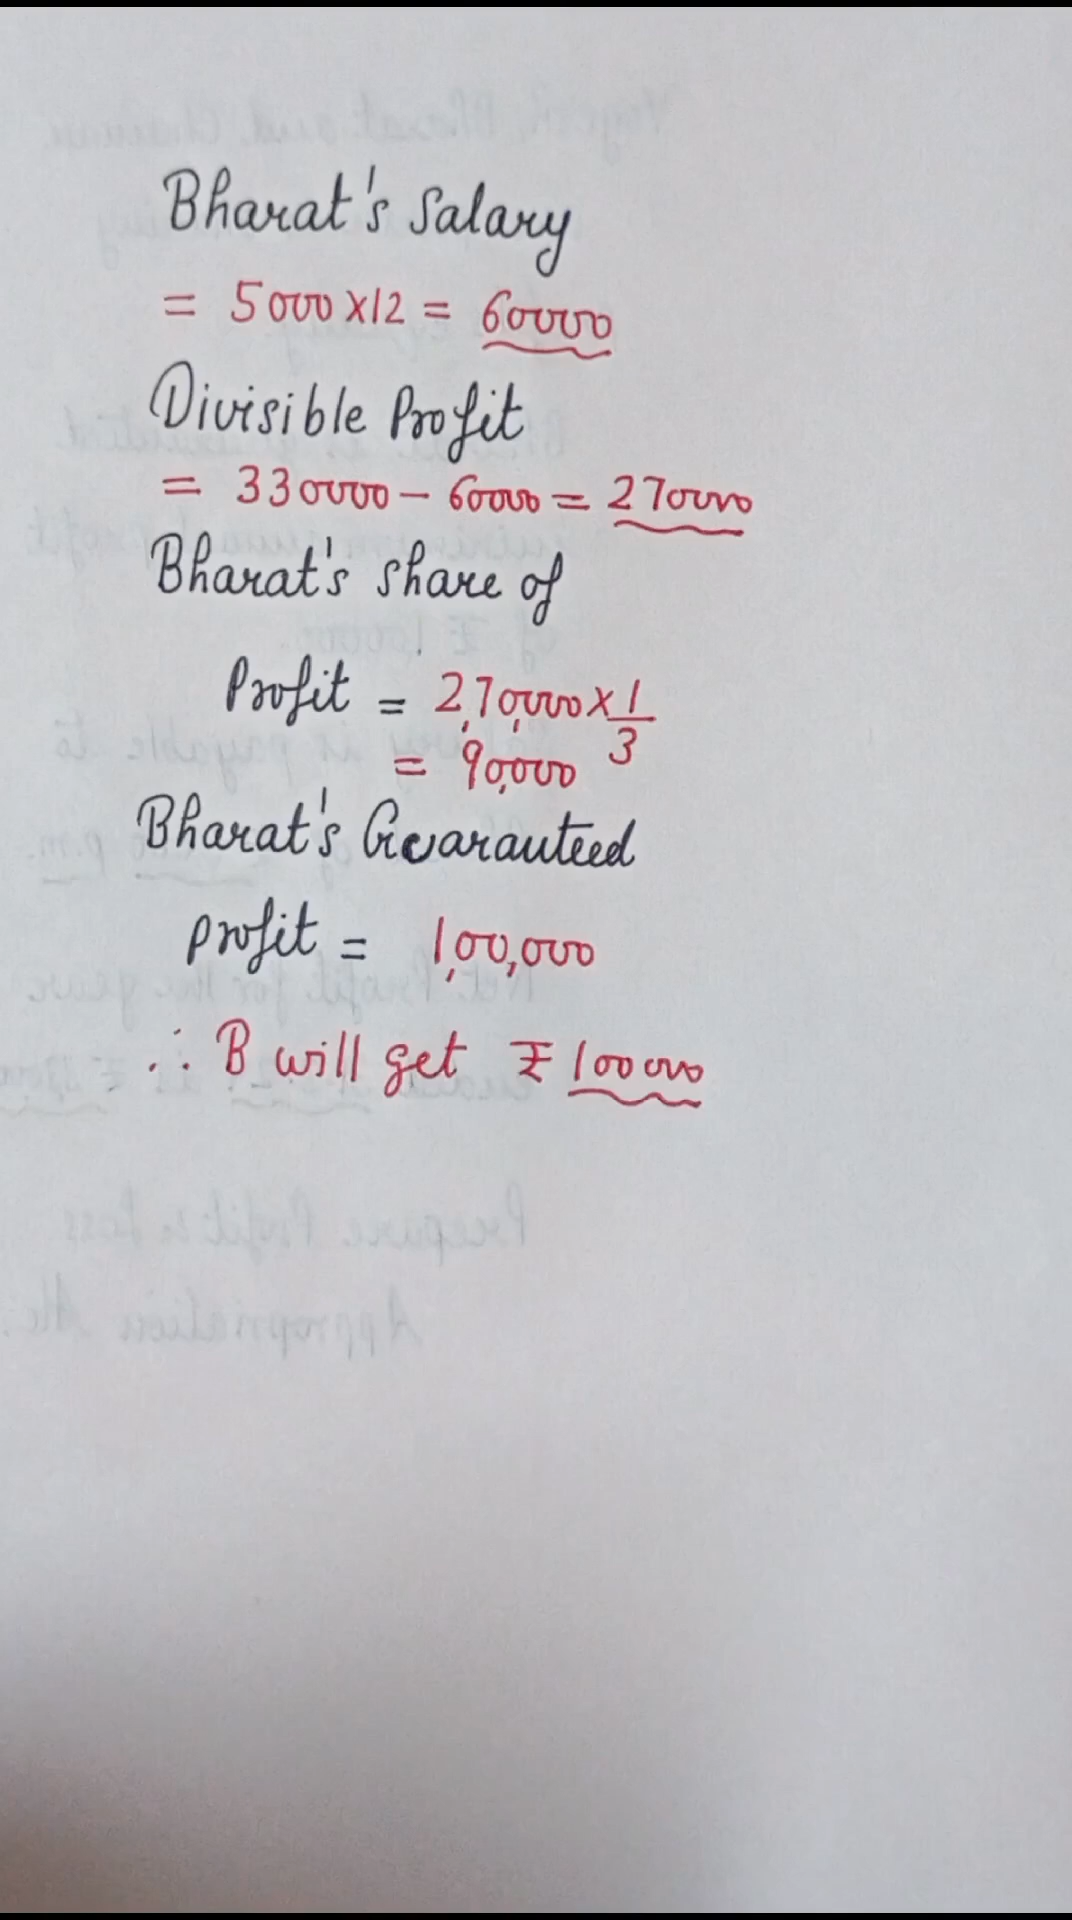 Bharat's Salary
= 5000 x 12 = 60000
Divisible Profit
= 330000 - 60000 = 270000
Bharat's share of
Profit = 2,70,000 x 1/3
= 90,000
Bharat's Guaranteed
profit = 1,00,000
∴ B will get ₹ 100000